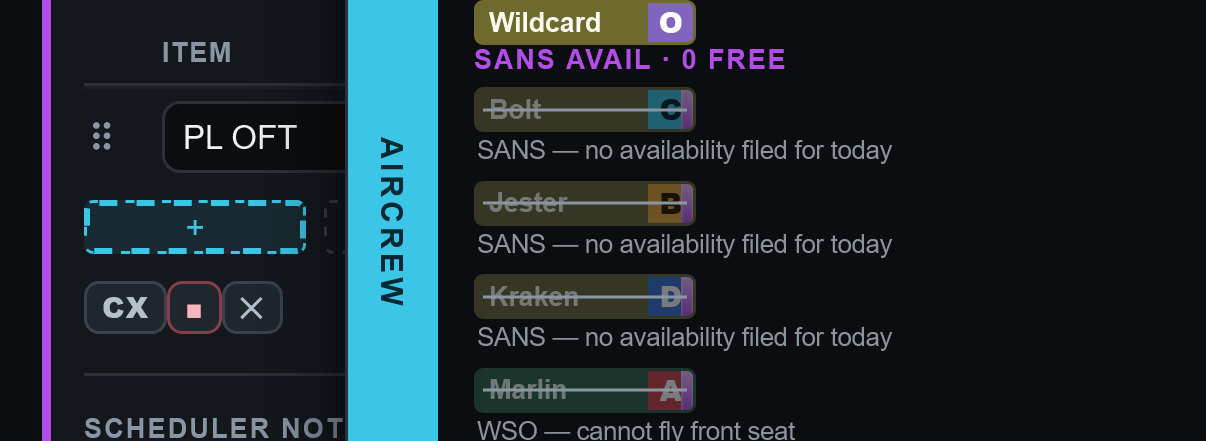 ITEM
PL OFT
+
CX
SCHEDULER NOT
AIRCREW
Wildcard O
SANS AVAIL · 0 FREE
Bolt C
SANS — no availability filed for today
Jester B
SANS — no availability filed for today
Kraken D
SANS — no availability filed for today
Marlin A
WSO — cannot fly front seat